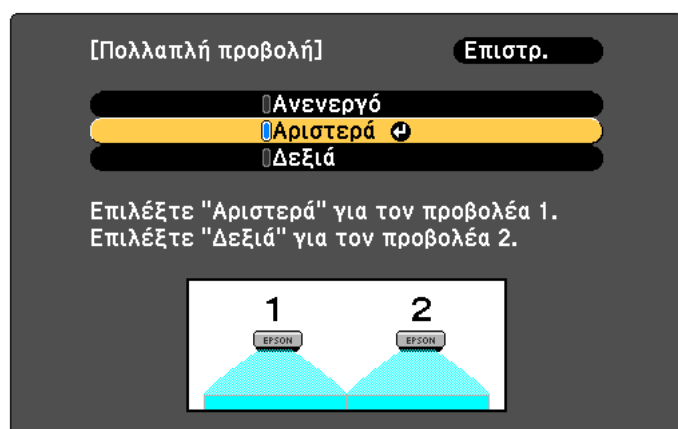 [Πολλαπλή προβολή] Επιστρ.
Ανενεργό
Αριστερά
Δεξιά
Επιλέξτε "Αριστερά" για τον προβολέα 1.
Επιλέξτε "Δεξιά" για τον προβολέα 2.
1 2
EPSON EPSON